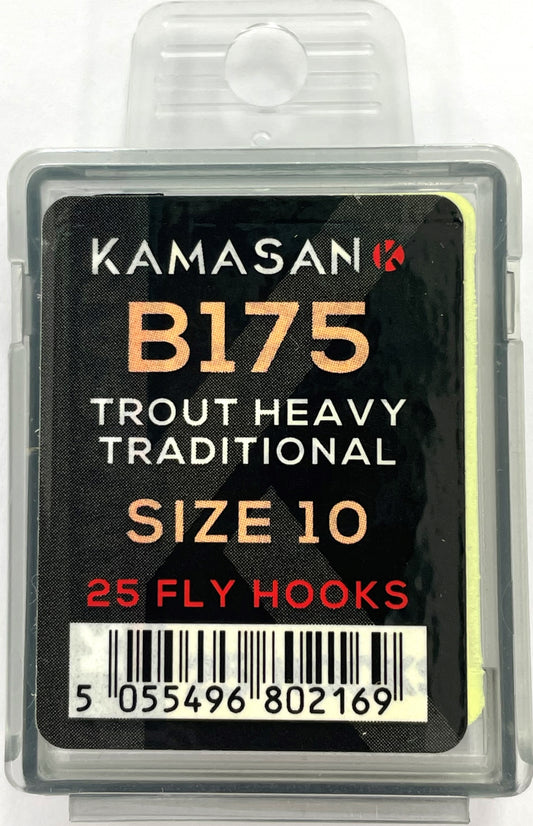 KAMASAN
B175
TROUT HEAVY
TRADITIONAL
SIZE 10
25 FLY HOOKS
5 055496 802169